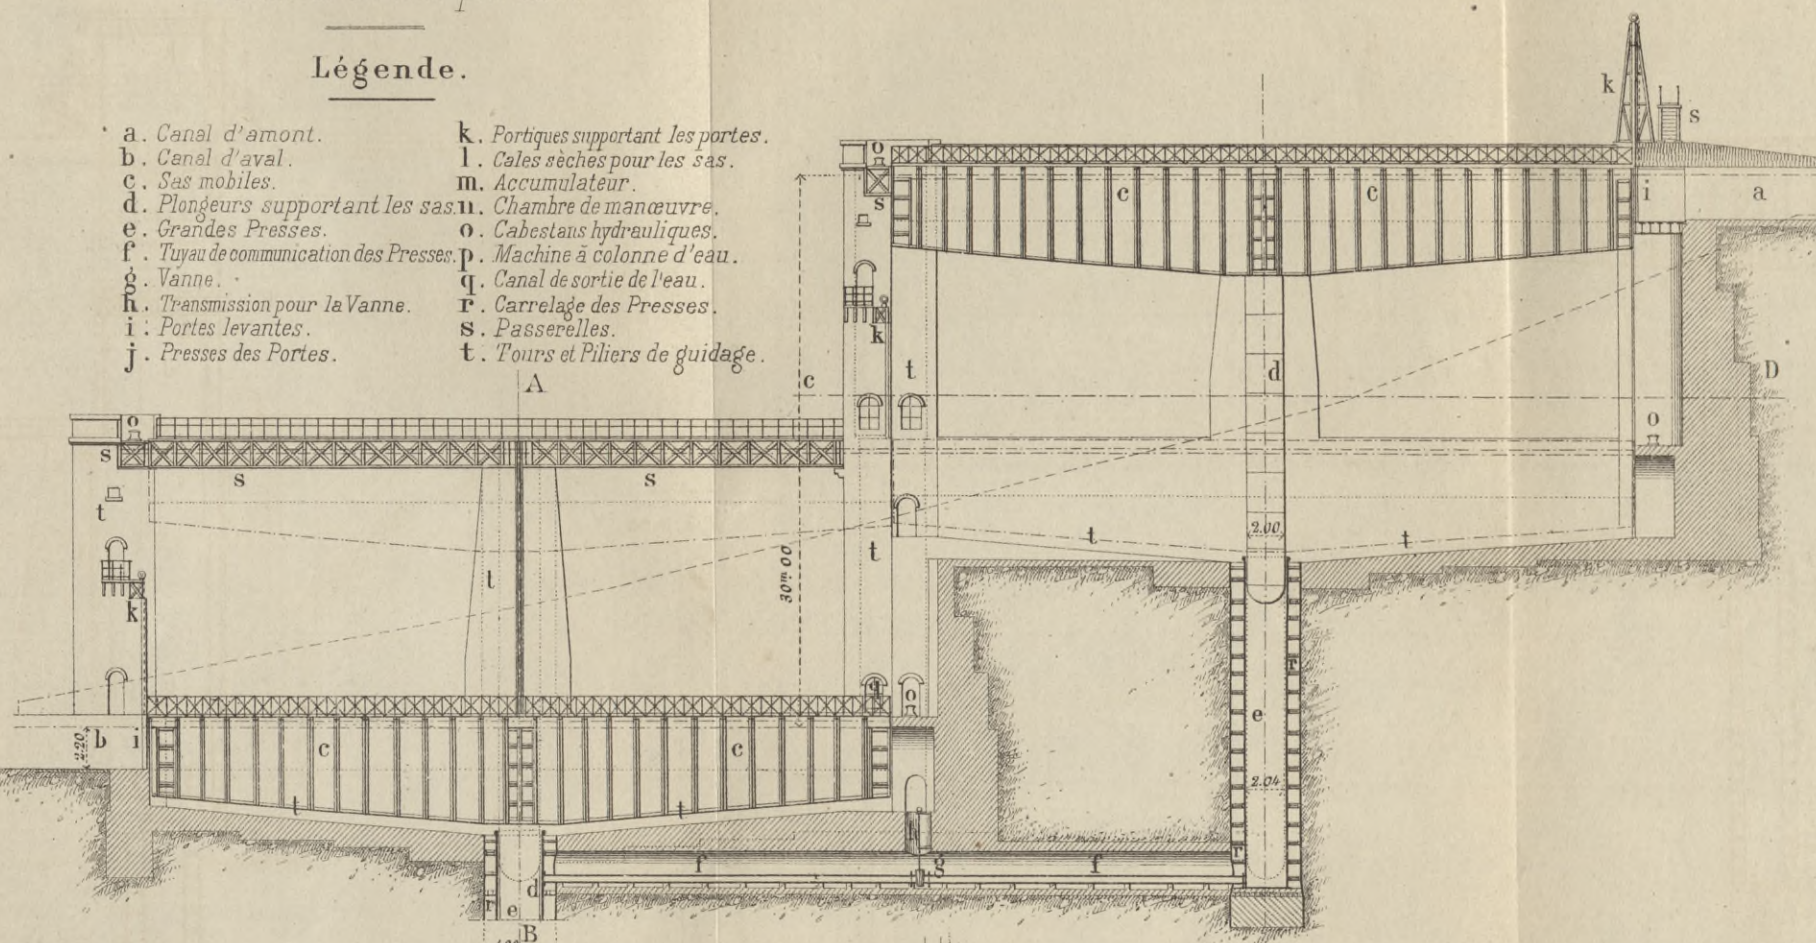 Légende.
a. Canal d'amont.
b. Canal d'aval.
c. Sas mobiles.
d. Plongeurs supportant les sas.
e. Grandes Presses.
f. Tuyau de communication des Presses.
g. Vanne.
h. Transmission pour la Vanne.
i. Portes levantes.
j. Presses des Portes.
k. Portiques supportant les portes.
l. Cales sèches pour les sas.
m. Accumulateur.
n. Chambre de manœuvre.
o. Cabestans hydrauliques.
p. Machine à colonne d'eau.
q. Canal de sortie de l'eau.
r. Carrelage des Presses.
s. Passerelles.
t. Tours et Piliers de guidage.
k
s
o
c c i a
s
k
A c t d D
o o
s
s s
t
2.00
t t
t
30m 00
t
k
r
q o
e
b i c c
2.20
2.04
t t
h
r
f g f
d
r e
B